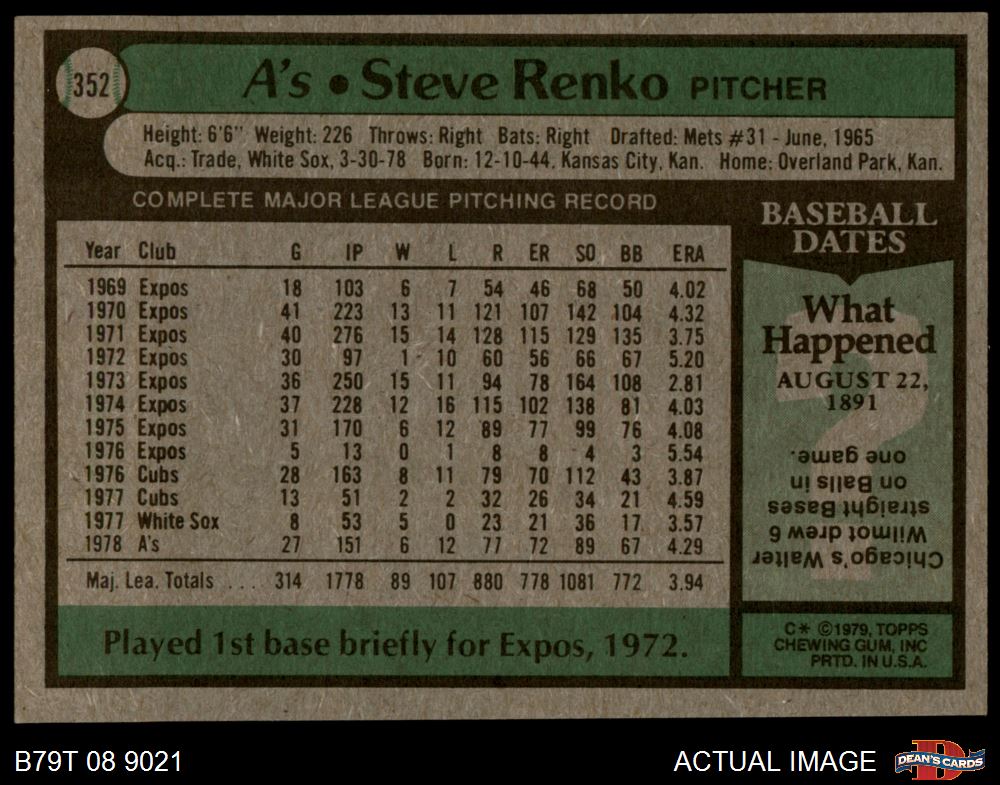 352
A's • Steve Renko PITCHER
Height: 6'6" Weight: 226 Throws: Right Bats: Right Drafted: Mets #31 - June, 1965
Acq.: Trade, White Sox, 3-30-78 Born: 12-10-44, Kansas City, Kan. Home: Overland Park, Kan.
COMPLETE MAJOR LEAGUE PITCHING RECORD
Year Club G IP W L R ER SO BB ERA
1969 Expos 18 103 6 7 54 46 68 50 4.02
1970 Expos 41 223 13 11 121 107 142 104 4.32
1971 Expos 40 276 15 14 128 115 129 135 3.75
1972 Expos 30 97 1 10 60 56 66 67 5.20
1973 Expos 36 250 15 11 94 78 164 108 2.81
1974 Expos 37 228 12 16 115 102 138 81 4.03
1975 Expos 31 170 6 12 89 77 99 76 4.08
1976 Expos 5 13 0 1 8 8 4 3 5.54
1976 Cubs 28 163 8 11 79 70 112 43 3.87
1977 Cubs 13 51 2 2 32 26 34 21 4.59
1977 White Sox 8 53 5 0 23 21 36 17 3.57
1978 A's 27 151 6 12 77 72 89 67 4.29
Maj. Lea. Totals . . . 314 1778 89 107 880 778 1081 772 3.94
Played 1st base briefly for Expos, 1972.
BASEBALL
DATES
What
Happened
AUGUST 22,
1891
Chicago's Walter
Wilmot drew 6
straight Bases
on Balls in
one game.
C* ©1979, TOPPS
CHEWING GUM, INC
PRTD. IN U.S.A.
B79T 08 9021
ACTUAL IMAGE
DEAN'S CARDS